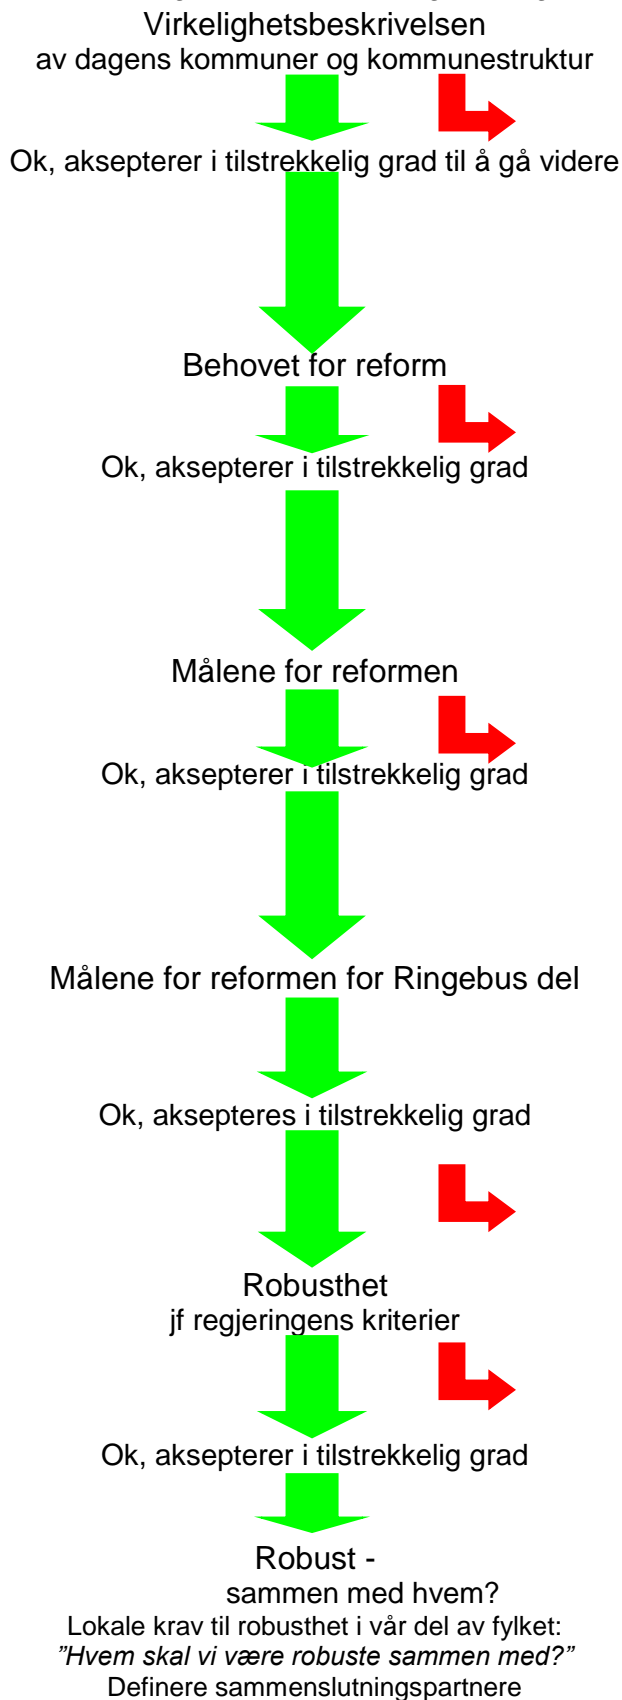 Virkelighetsbeskrivelsen
av dagens kommuner og kommunestruktur
Ok, aksepterer i tilstrekkelig grad til å gå videre
Behovet for reform
Ok, aksepterer i tilstrekkelig grad
Målene for reformen
Ok, aksepterer i tilstrekkelig grad
Målene for reformen for Ringebus del
Ok, aksepteres i tilstrekkelig grad
Robusthet
jf regjeringens kriterier
Ok, aksepterer i tilstrekkelig grad
Robust -
sammen med hvem?
Lokale krav til robusthet i vår del av fylket:
”Hvem skal vi være robuste sammen med?”
Definere sammenslutningspartnere